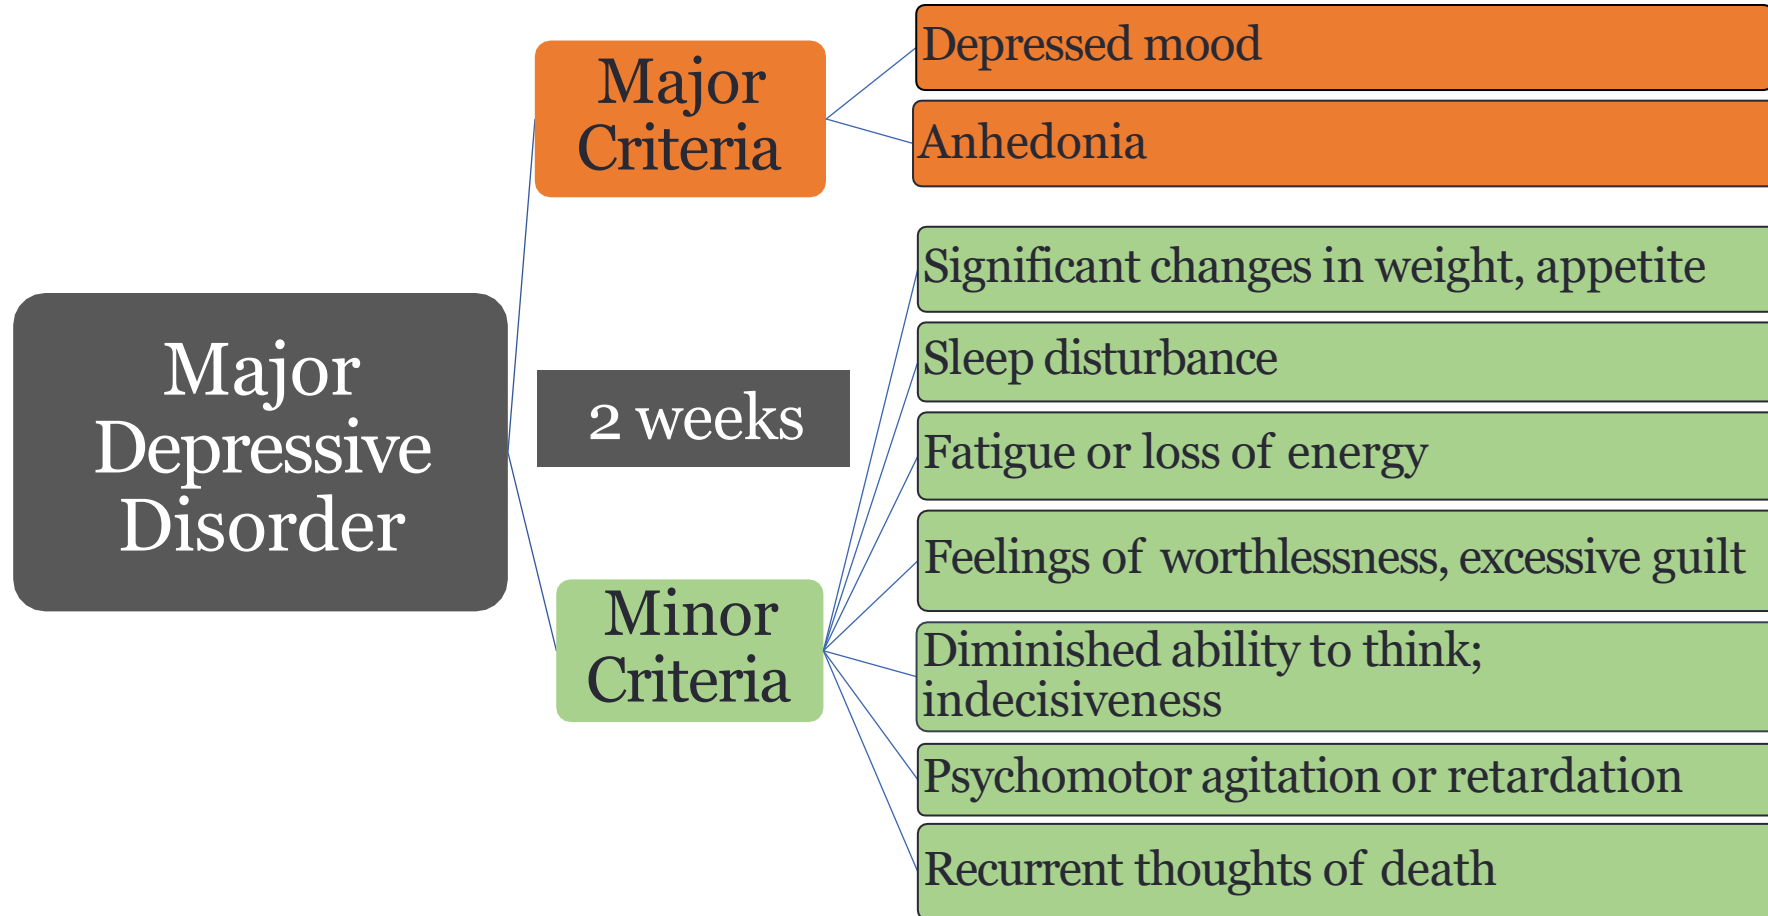 Major
Depressive
Disorder
Major
Criteria
Depressed mood
Anhedonia
2 weeks
Minor
Criteria
Significant changes in weight, appetite
Sleep disturbance
Fatigue or loss of energy
Feelings of worthlessness, excessive guilt
Diminished ability to think;
indecisiveness
Psychomotor agitation or retardation
Recurrent thoughts of death